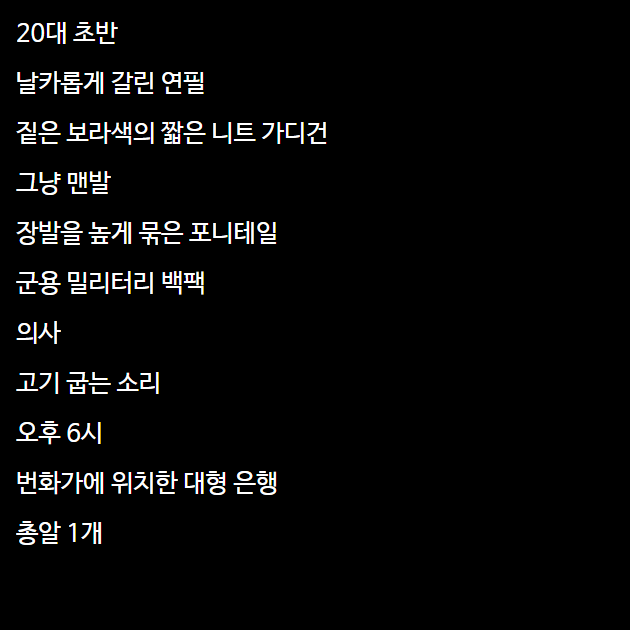 20대 초반
날카롭게 갈린 연필
짙은 보라색의 짧은 니트 가디건
그냥 맨발
장발을 높게 묶은 포니테일
군용 밀리터리 백팩
의사
고기 굽는 소리
오후 6시
번화가에 위치한 대형 은행
총알 1개